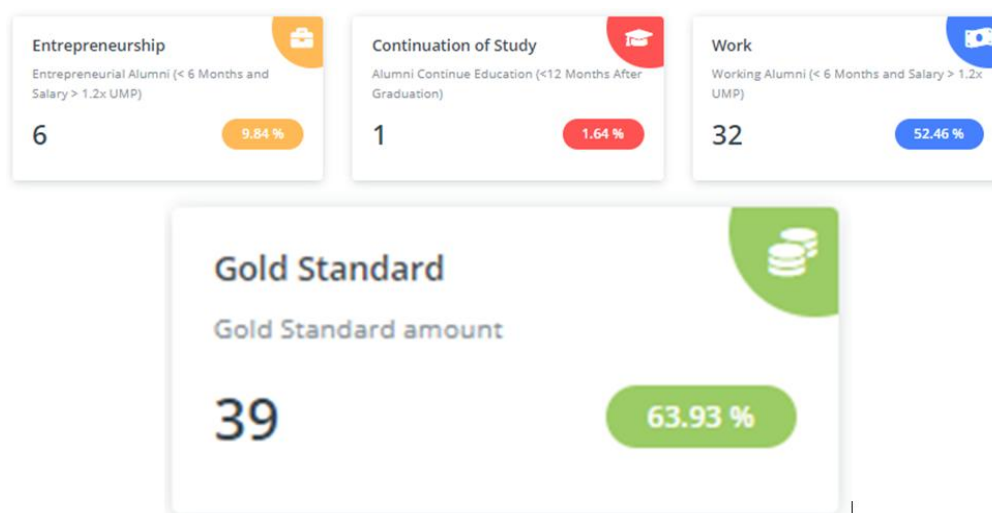 Entrepreneurship
Entrepreneurial Alumni (< 6 Months and
Salary > 1.2x UMP)
6
9.84 %
Continuation of Study
Alumni Continue Education (<12 Months After
Graduation)
1
1.64 %
Work
Working Alumni (< 6 Months and Salary > 1.2x
UMP)
32
52.46 %
Gold Standard
Gold Standard amount
39
63.93 %